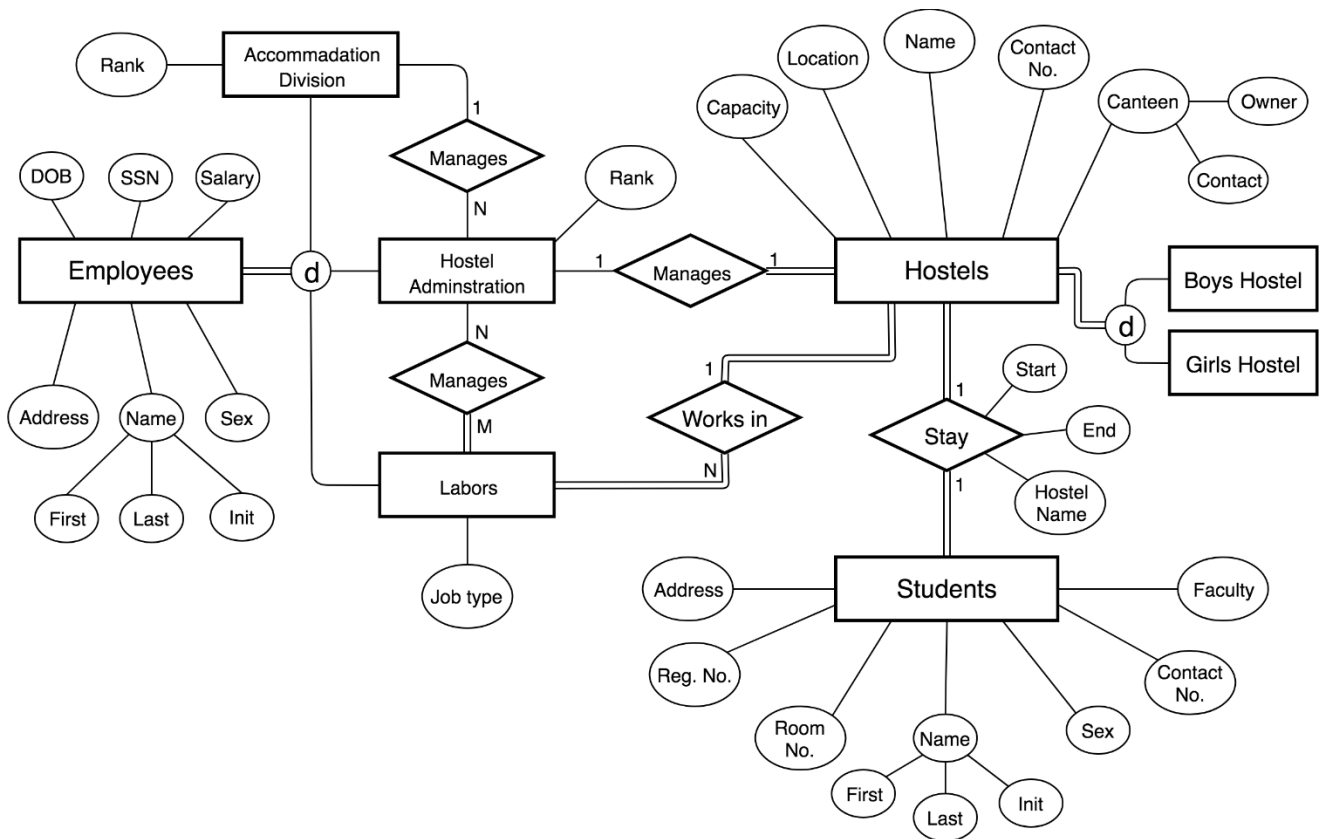 Name
Contact
No.
Location
Accommadation
Division
Rank
Canteen
Owner
Capacity
1
Manages
Contact
DOB
SSN
Salary
Rank
N
Employees
d
Hostel
Adminstration
1
Manages
1
Hostels
Boys Hostel
d
Girls Hostel
N
Manages
1
Start
1
Address
Name
Sex
Works in
Stay
End
M
N
1
Labors
Hostel
Name
First
Last
Init
Job type
Address
Students
Faculty
Reg. No.
Contact
No.
Room
No.
Name
Sex
First
Last
Init